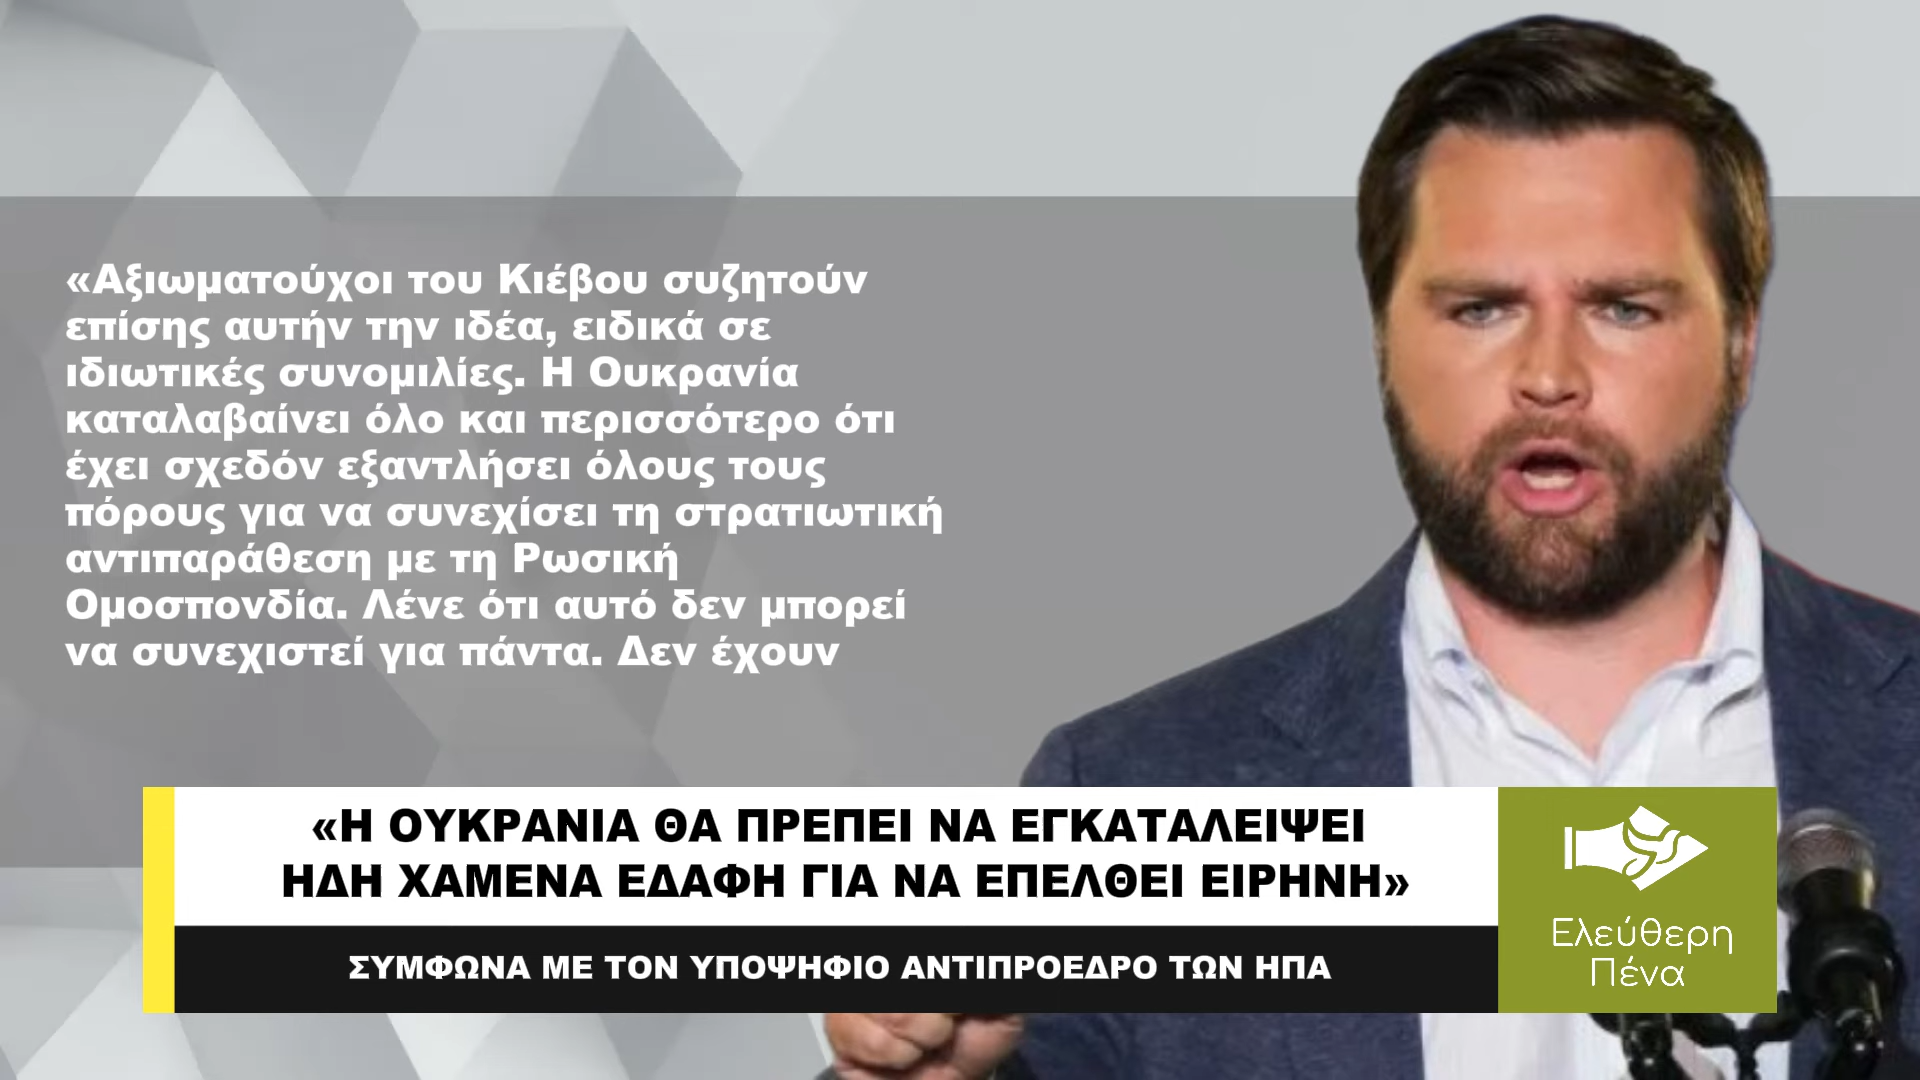 «Αξιωματούχοι του Κιέβου συζητούν
επίσης αυτήν την ιδέα, ειδικά σε
ιδιωτικές συνομιλίες. Η Ουκρανία
καταλαβαίνει όλο και περισσότερο ότι
έχει σχεδόν εξαντλήσει όλους τους
πόρους για να συνεχίσει τη στρατιωτική
αντιπαράθεση με τη Ρωσική
Ομοσπονδία. Λένε ότι αυτό δεν μπορεί
να συνεχιστεί για πάντα. Δεν έχουν
«Η ΟΥΚΡΑΝΙΑ ΘΑ ΠΡΕΠΕΙ ΝΑ ΕΓΚΑΤΑΛΕΙΨΕΙ
ΗΔΗ ΧΑΜΕΝΑ ΕΔΑΦΗ ΓΙΑ ΝΑ ΕΠΕΛΘΕΙ ΕΙΡΗΝΗ»
ΣΥΜΦΩΝΑ ΜΕ ΤΟΝ ΥΠΟΨΗΦΙΟ ΑΝΤΙΠΡΟΕΔΡΟ ΤΩΝ ΗΠΑ
Ελεύθερη
Πένα